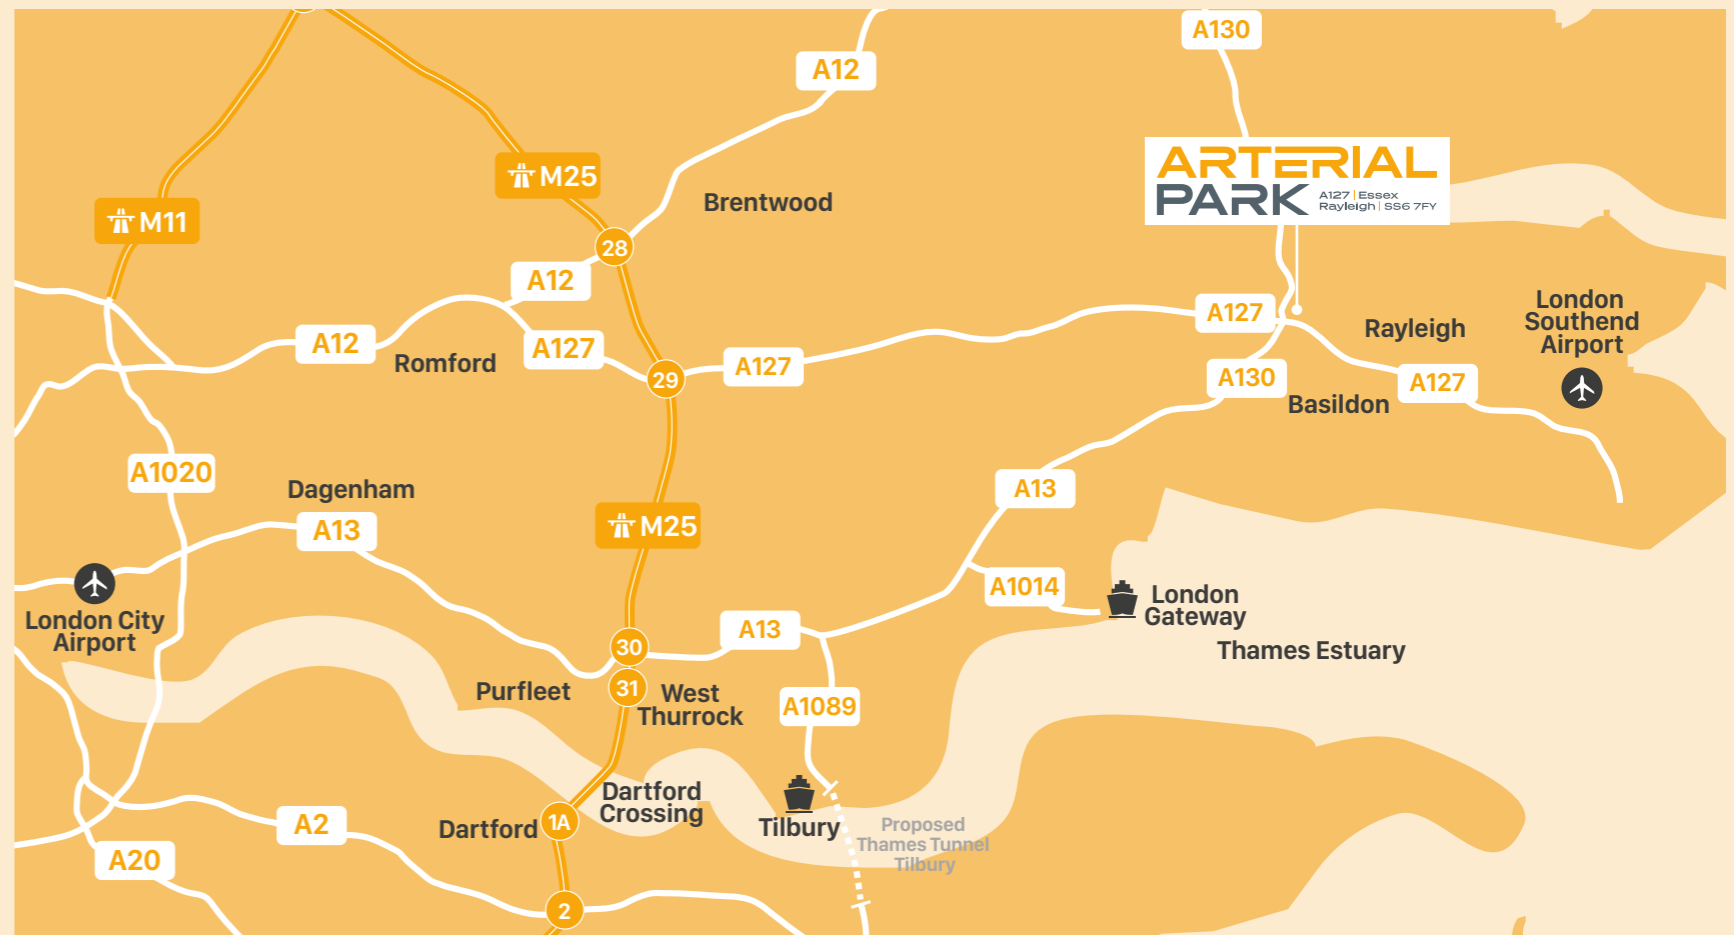 A130
A12
M25
M11
Brentwood
ARTERIAL
PARK
A127 | Essex
Rayleigh | SS6 7FY
28
A12
A12
Romford
A127
29
A127
A127
Rayleigh
London
Southend
Airport
A130
Basildon
A127
A1020
Dagenham
A13
M25
A13
London City
Airport
A1014
London
Gateway
Thames Estuary
30
A13
31
Purfleet
West
Thurrock
A1089
Dartford
Crossing
Tilbury
Proposed
Thames Tunnel
Tilbury
A2
Dartford
1A
A20
2